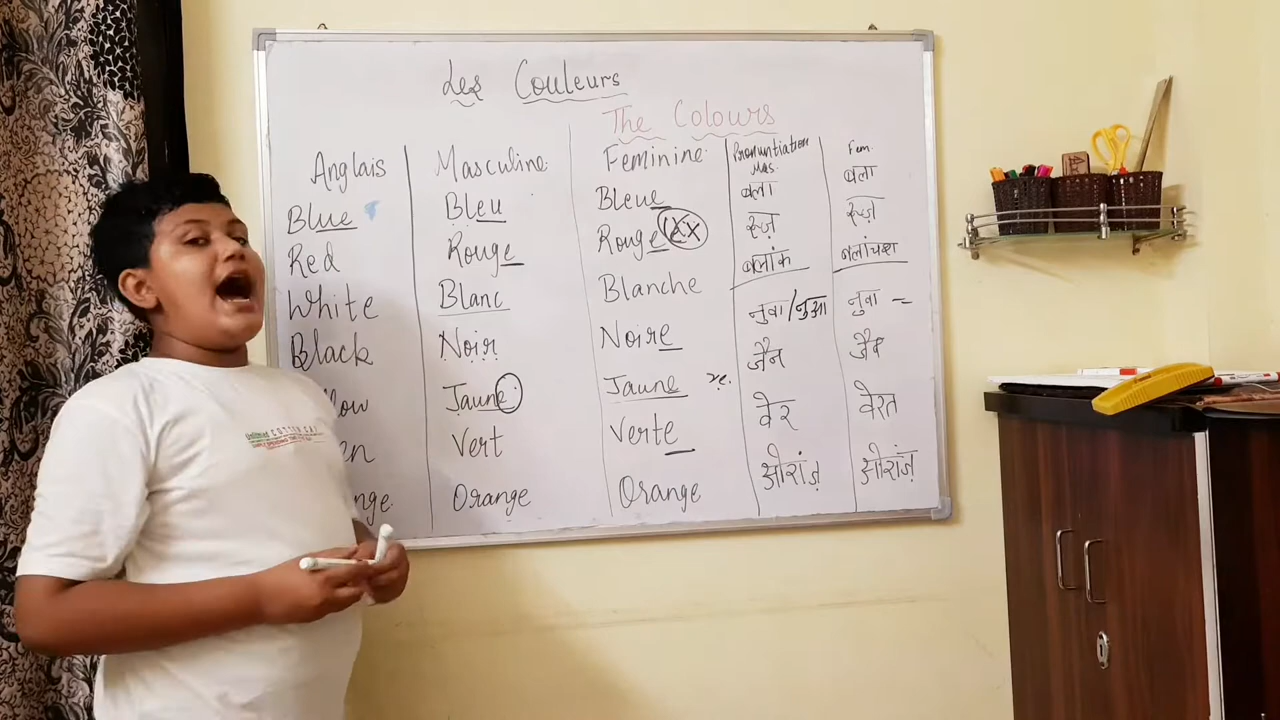 Les Couleurs
The Colours
Anglais Masculine Feminine Pronuntiation Mas. Fem.
Blue Bleu Bleue ब्ला ब्ला
Red Rouge Rouge रूज़ रूज़
White Blanc Blanche ब्लांक ब्लांचश
Black Noir Noire नुवा/नुआ नुवा
Jaune Jaune जैन
Vert Verte वेर वेरत
Orange Orange ओरांज़ ओरांज़